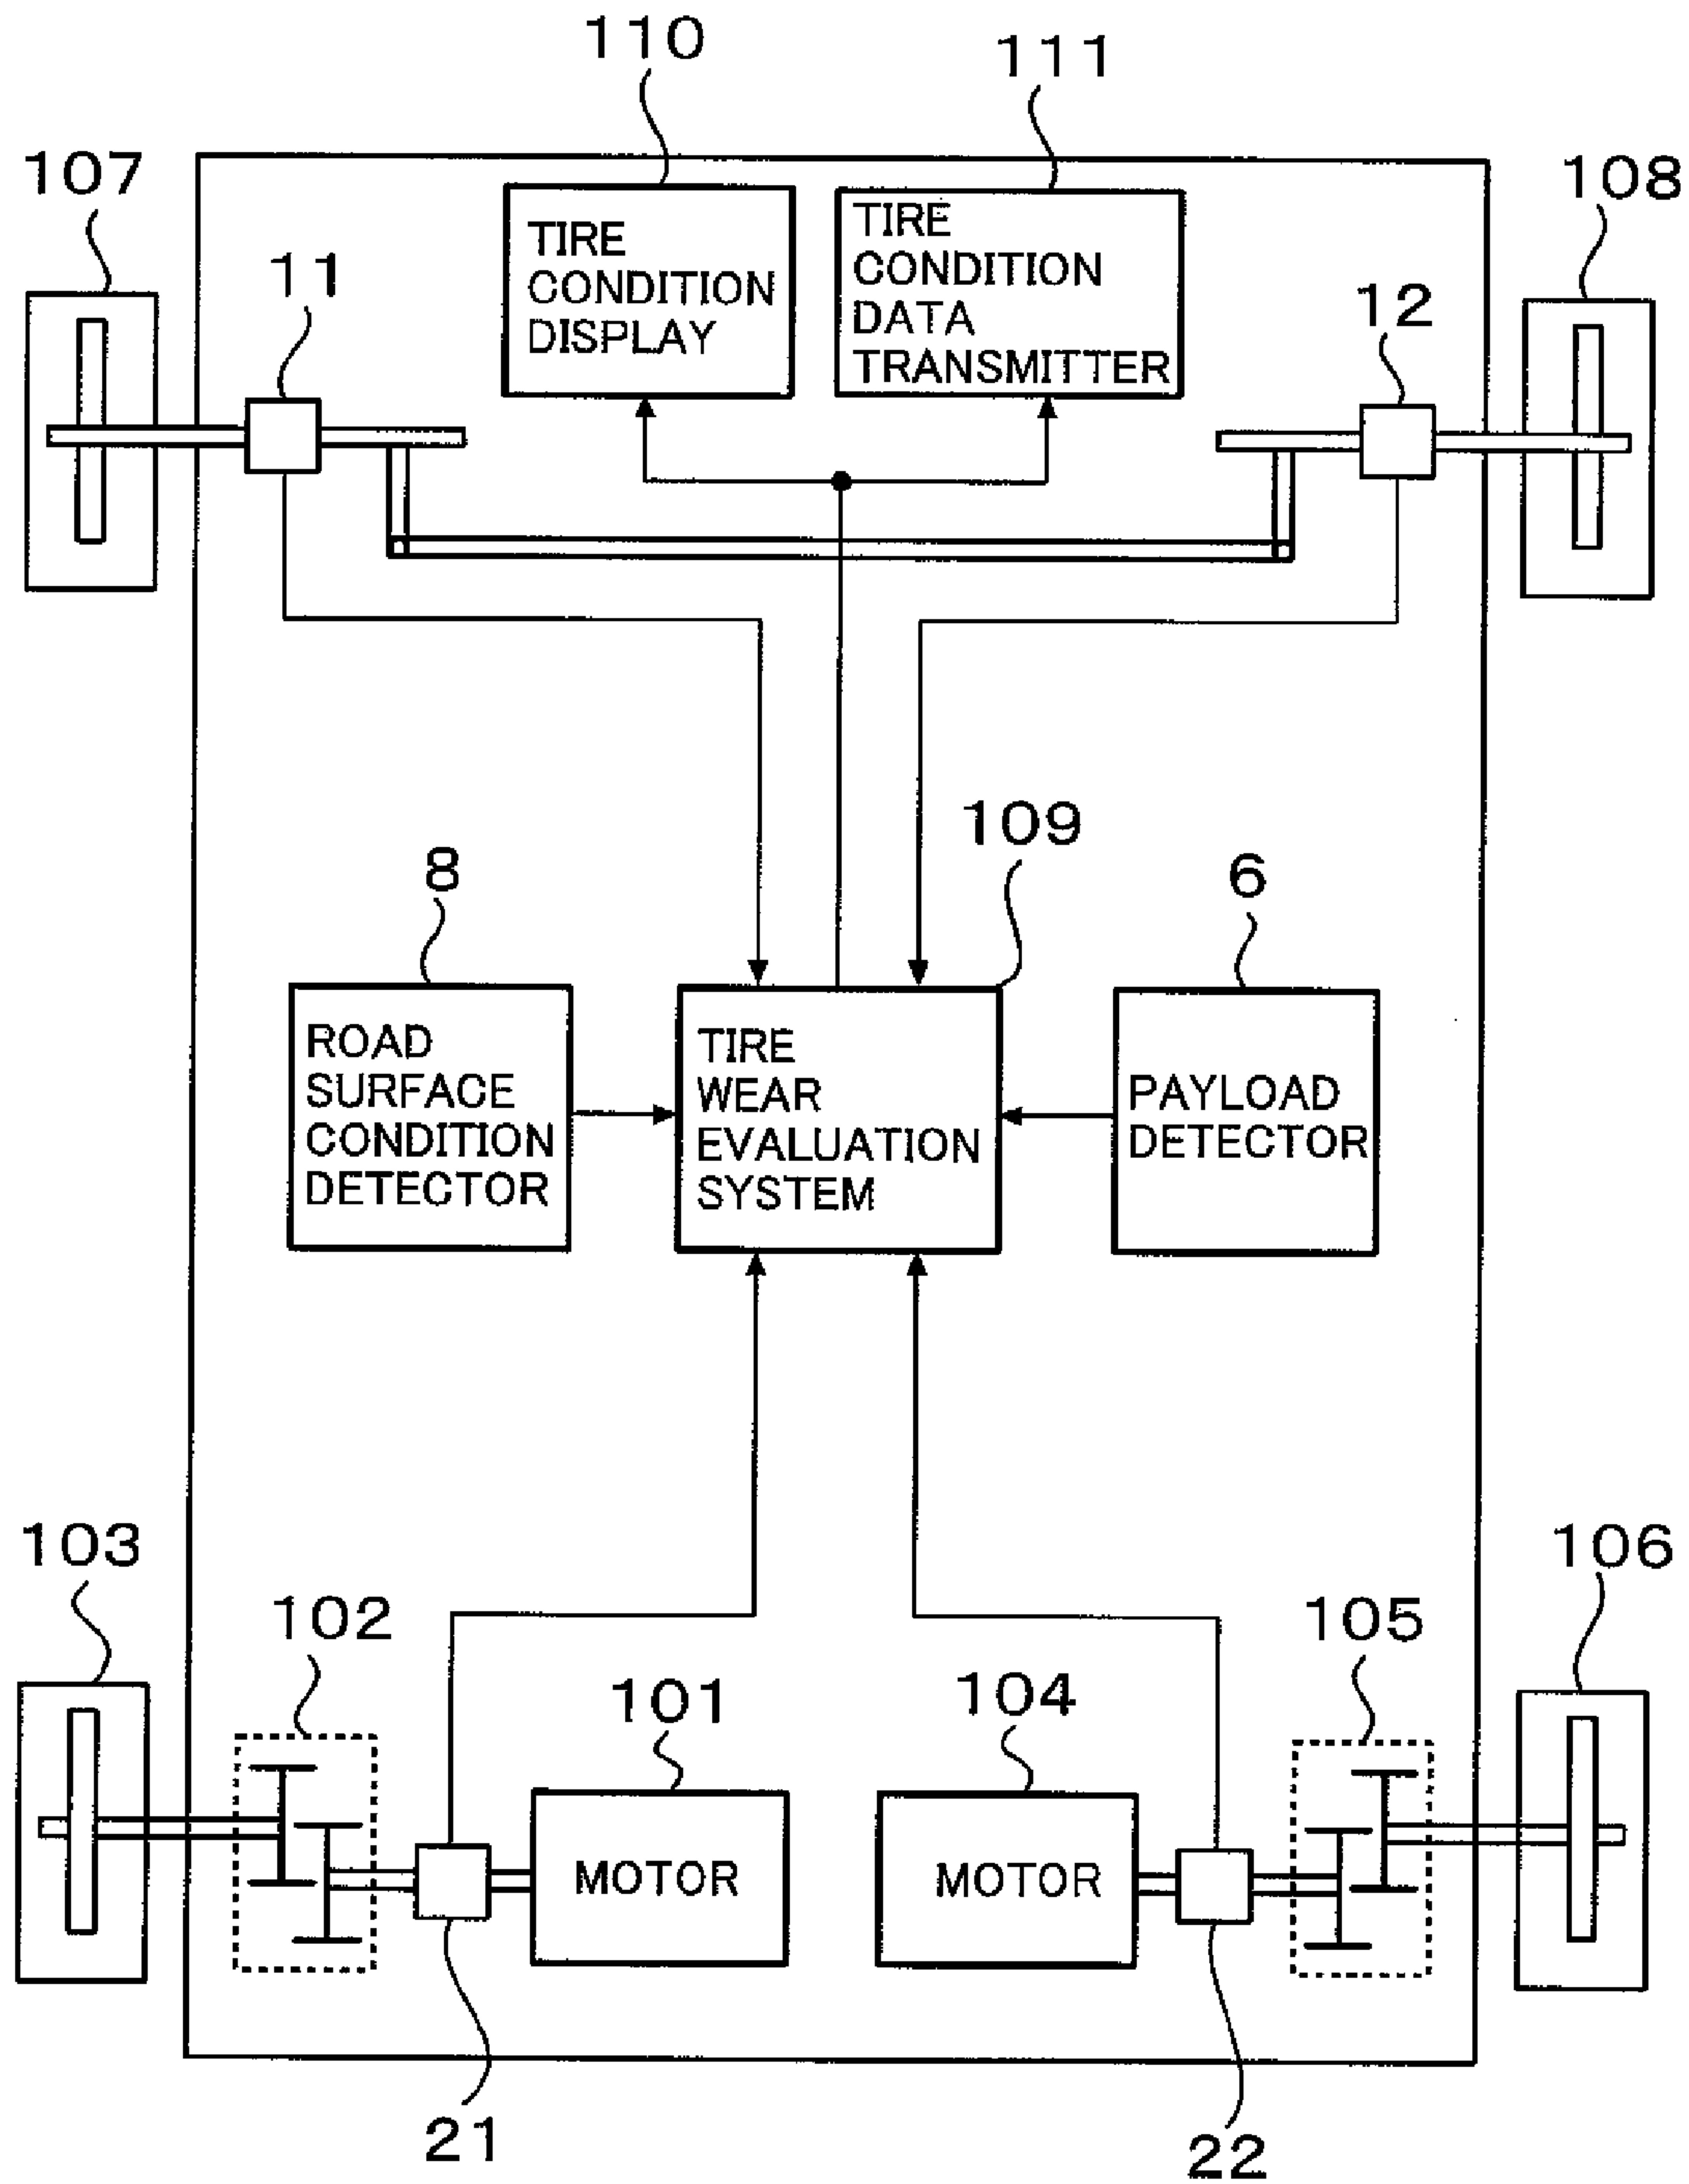 110
111
107
108
11
12
TIRE
CONDITION
DISPLAY
TIRE
CONDITION
DATA
TRANSMITTER
109
8
6
ROAD
SURFACE
CONDITION
DETECTOR
TIRE
WEAR
EVALUATION
SYSTEM
PAYLOAD
DETECTOR
103
106
102
105
101
104
MOTOR
MOTOR
21
22